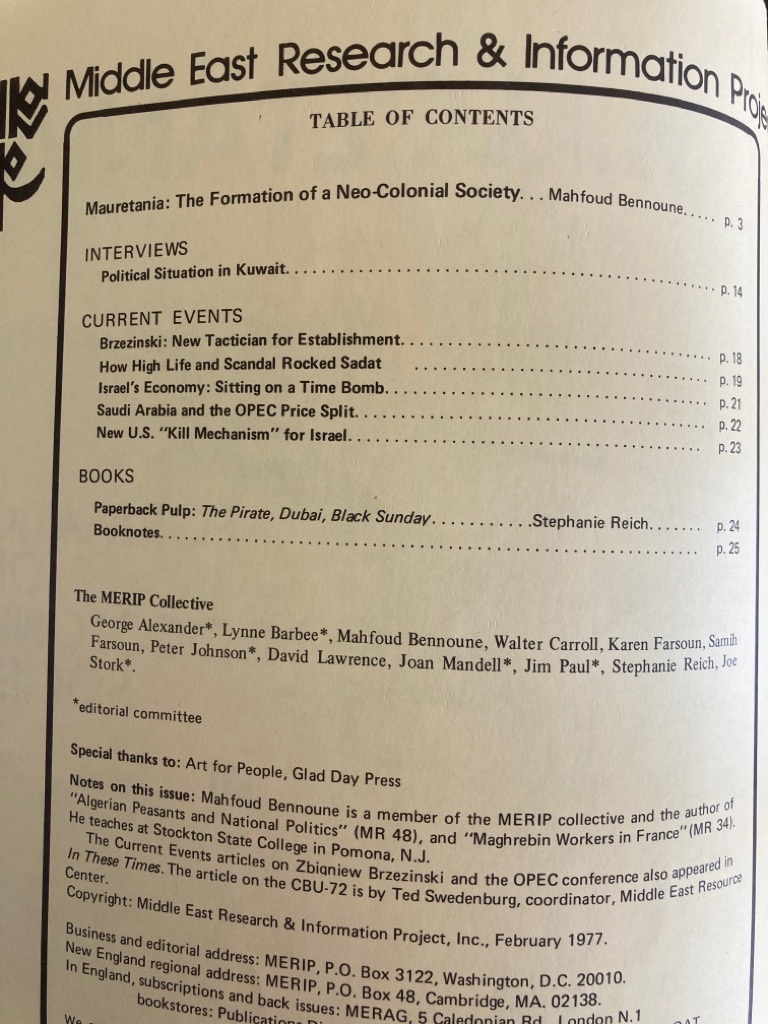 Middle East Research & Information
TABLE OF CONTENTS
Mauretania: The Formation of a Neo-Colonial Society. . . Mahfoud Bennoune. . . . . p. 3
INTERVIEWS
Political Situation in Kuwait. . . . . . . . . . . . . . . . . . . . . . . . . . . . . . . . . . . . . . . . . . . . . . . . . . . . . p. 14
CURRENT EVENTS
Brzezinski: New Tactician for Establishment. . . . . . . . . . . . . . . . . . . . . . . . . . . . . . . . . . . . . . . p. 18
How High Life and Scandal Rocked Sadat . . . . . . . . . . . . . . . . . . . . . . . . . . . . . . . . . . . . p. 19
Israel's Economy: Sitting on a Time Bomb. . . . . . . . . . . . . . . . . . . . . . . . . . . . . . . . . . . . . . . p. 21
Saudi Arabia and the OPEC Price Split. . . . . . . . . . . . . . . . . . . . . . . . . . . . . . . . . . . . . . . . . . p. 22
New U.S. "Kill Mechanism" for Israel. . . . . . . . . . . . . . . . . . . . . . . . . . . . . . . . . . . . . . . . . . . p. 23
BOOKS
Paperback Pulp: The Pirate, Dubai, Black Sunday. . . . . . . . . . .Stephanie Reich. . . . . . . p. 24
Booknotes. . . . . . . . . . . . . . . . . . . . . . . . . . . . . . . . . . . . . . . . . . . . . . . . . . . . . . . . . . . . . . . p. 25
The MERIP Collective
George Alexander*, Lynne Barbee*, Mahfoud Bennoune, Walter Carroll, Karen Farsoun, Samih
Farsoun, Peter Johnson*, David Lawrence, Joan Mandell*, Jim Paul*, Stephanie Reich, Joe
Stork*.
*editorial committee
Special thanks to: Art for People, Glad Day Press
Notes on this issue: Mahfoud Bennoune is a member of the MERIP collective and the author of
"Algerian Peasants and National Politics" (MR 48), and "Maghrebin Workers in France" (MR 34).
He teaches at Stockton State College in Pomona, N.J.
The Current Events articles on Zbigniew Brzezinski and the OPEC conference also appeared in
In These Times. The article on the CBU-72 is by Ted Swedenburg, coordinator, Middle East Resource
Center.
Copyright: Middle East Research & Information Project, Inc., February 1977.
Business and editorial address: MERIP, P.O. Box 3122, Washington, D.C. 20010.
New England regional address: MERIP, P.O. Box 48, Cambridge, MA. 02138.
In England, subscriptions and back issues: MERAG, 5 Caledonian Rd., London N.1
bookstores:
We